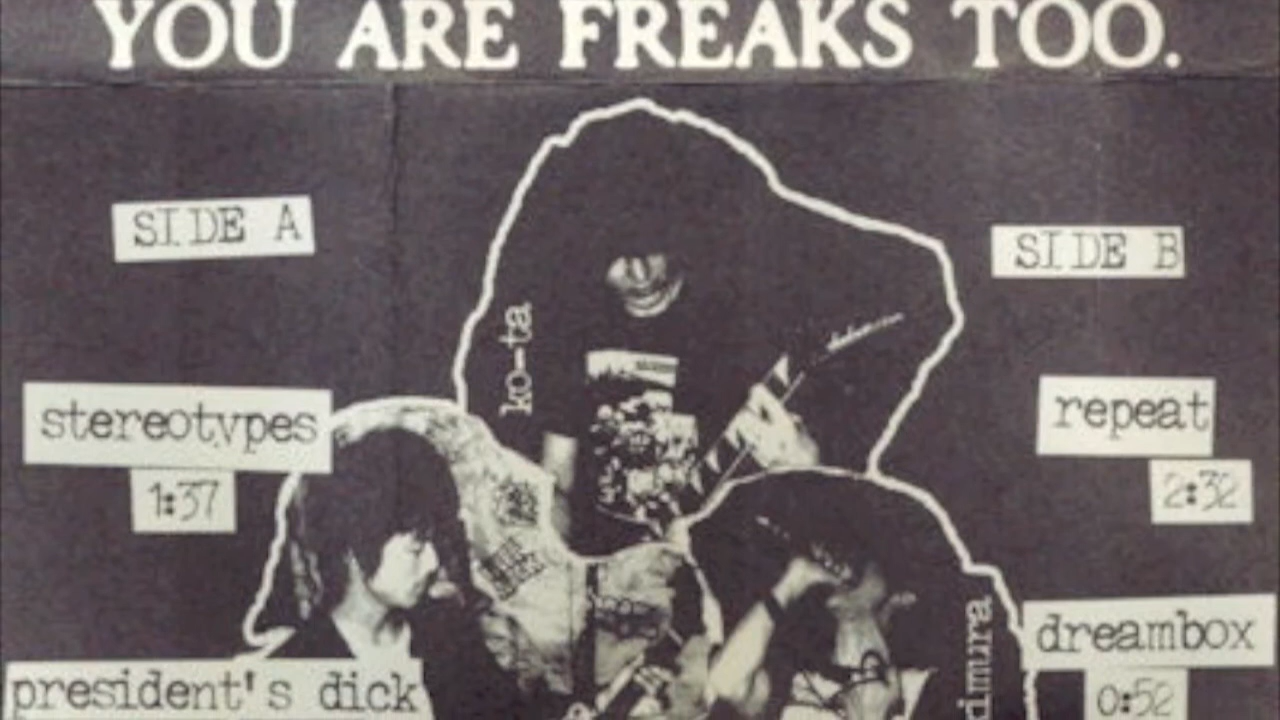 YOU ARE FREAKS TOO.
SIDE A
SIDE B
ko-ta
stereotypes
1:37
repeat
2:32
dreambox
0:52
president's dick